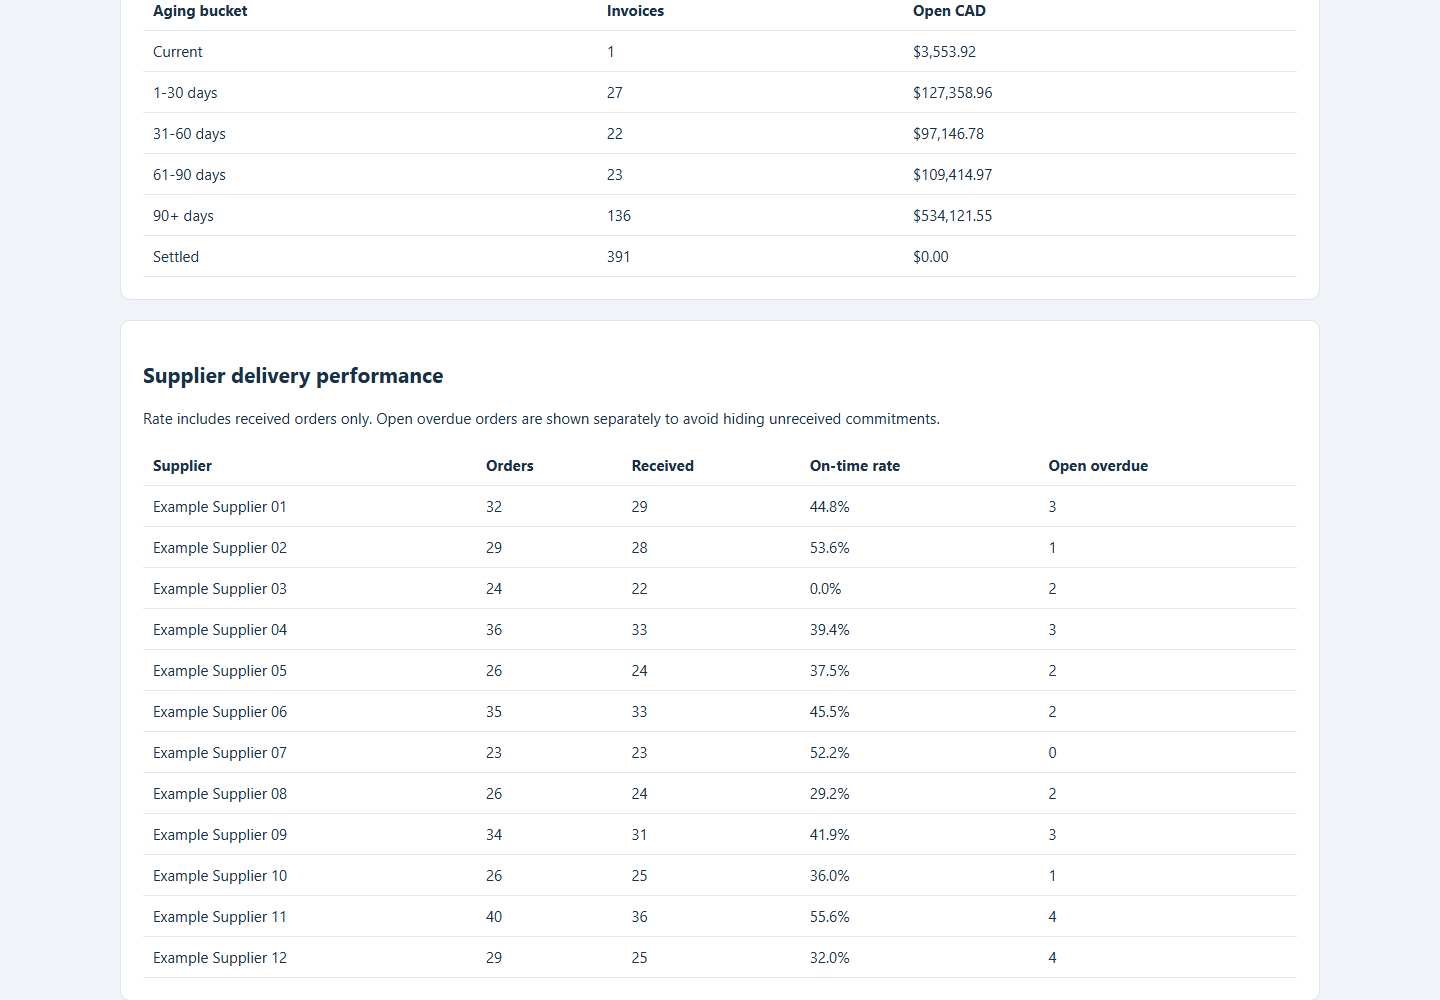 Aging bucket Invoices Open CAD
Current 1 $3,553.92
1-30 days 27 $127,358.96
31-60 days 22 $97,146.78
61-90 days 23 $109,414.97
90+ days 136 $534,121.55
Settled 391 $0.00
Supplier delivery performance
Rate includes received orders only. Open overdue orders are shown separately to avoid hiding unreceived commitments.
Supplier Orders Received On-time rate Open overdue
Example Supplier 01 32 29 44.8% 3
Example Supplier 02 29 28 53.6% 1
Example Supplier 03 24 22 0.0% 2
Example Supplier 04 36 33 39.4% 3
Example Supplier 05 26 24 37.5% 2
Example Supplier 06 35 33 45.5% 2
Example Supplier 07 23 23 52.2% 0
Example Supplier 08 26 24 29.2% 2
Example Supplier 09 34 31 41.9% 3
Example Supplier 10 26 25 36.0% 1
Example Supplier 11 40 36 55.6% 4
Example Supplier 12 29 25 32.0% 4